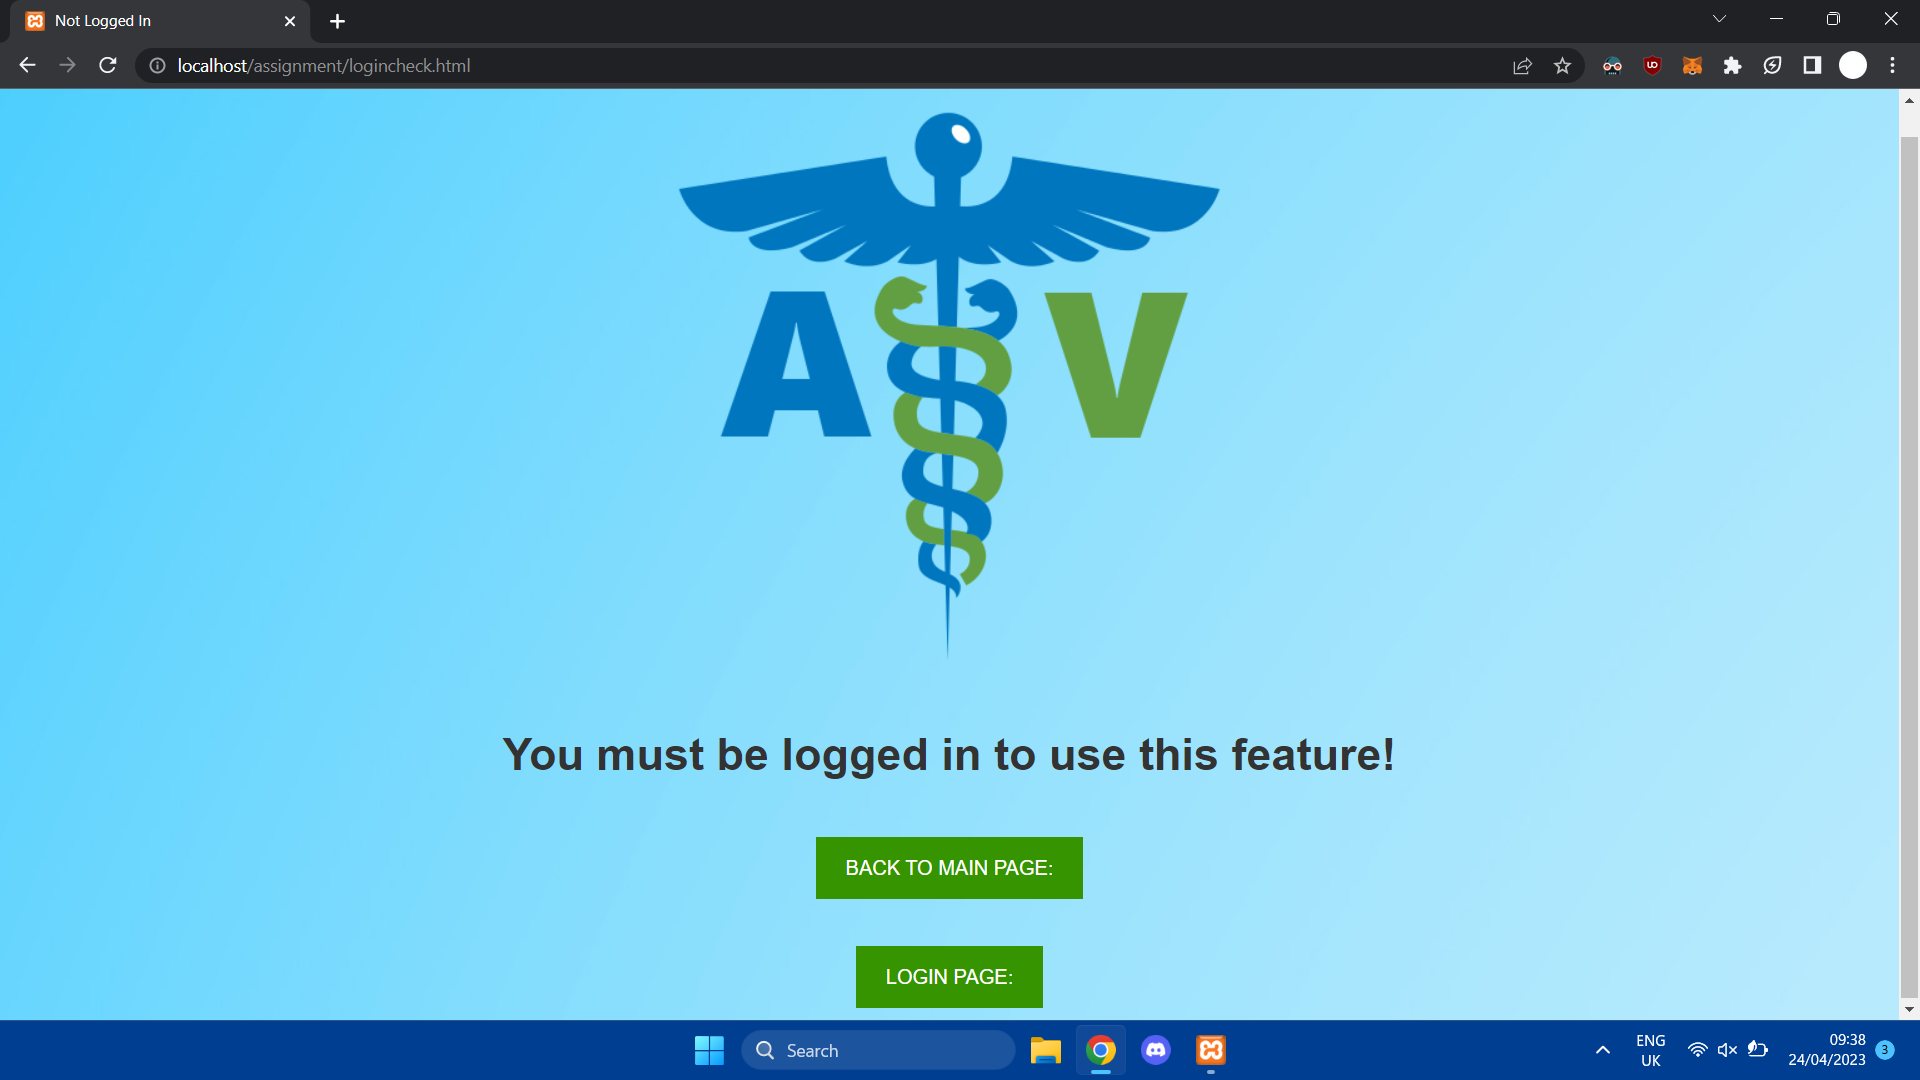 Not Logged In
localhost/assignment/logincheck.html
A V
You must be logged in to use this feature!
BACK TO MAIN PAGE:
LOGIN PAGE:
Search
ENG
UK
09:38
24/04/2023
3